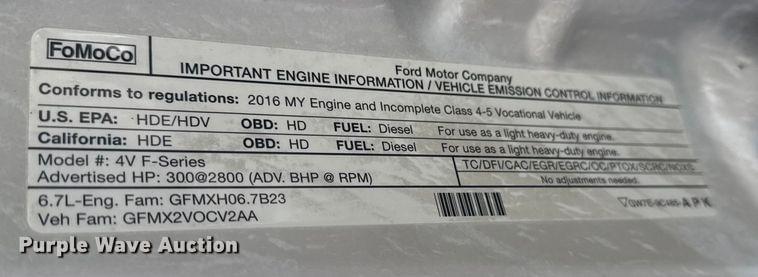 FoMoCo
Ford Motor Company
IMPORTANT ENGINE INFORMATION / VEHICLE EMISSION CONTROL INFORMATION
Conforms to regulations: 2016 MY Engine and Incomplete Class 4-5 Vocational Vehicle
U.S. EPA: HDE/HDV OBD: HD FUEL: Diesel For use as a light heavy-duty engine.
California: HDE OBD: HD FUEL: Diesel For use as a light heavy-duty engine.
Model #: 4V F-Series
TC/DFI/CAC/EGR/EGRC/OC/PTOX/SCRC/NOXS
Advertised HP: 300@2800 (ADV. BHP @ RPM)
No adjustments needed.
6.7L-Eng. Fam: GFMXH06.7B23
Veh Fam: GFMX2VOCV2AA
A P K
Purple Wave Auction